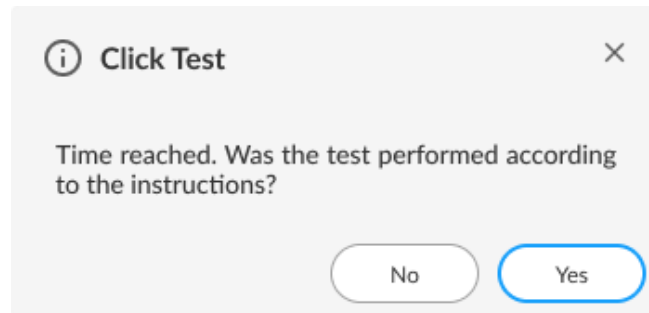 Click Test
Time reached. Was the test performed according
to the instructions?
No
Yes